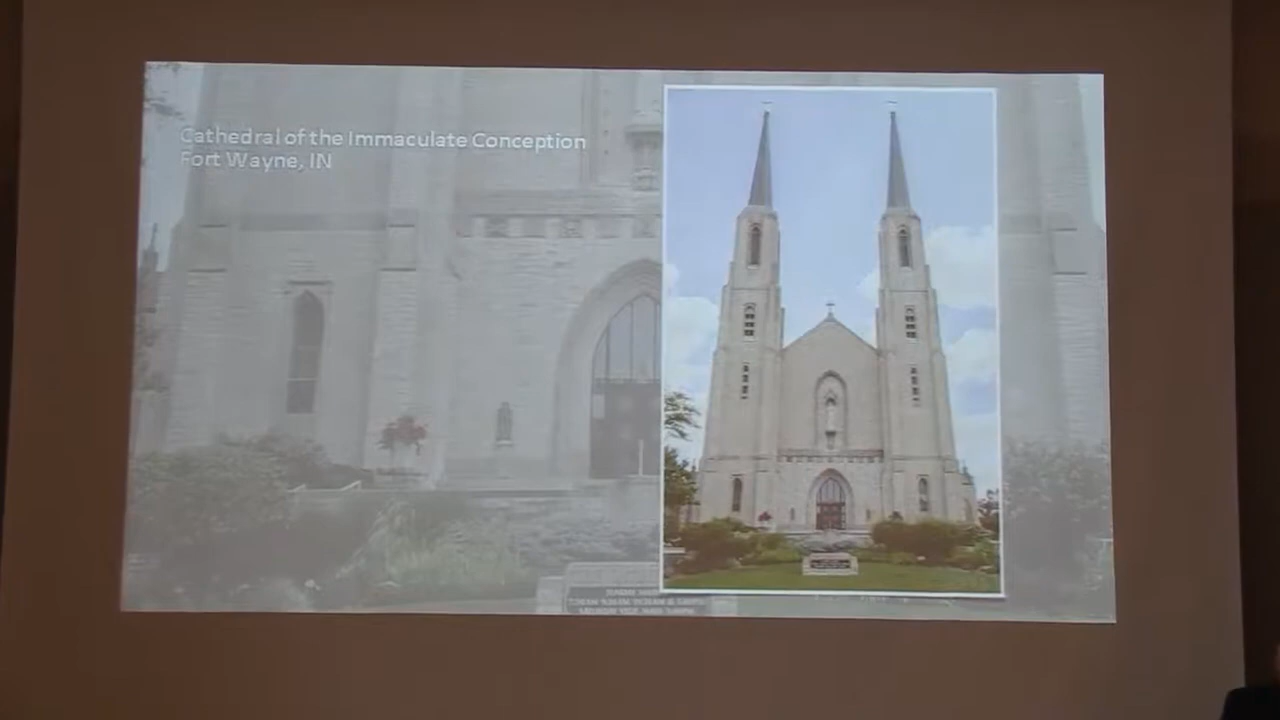 Cathedral of the Immaculate Conception
Fort Wayne, IN